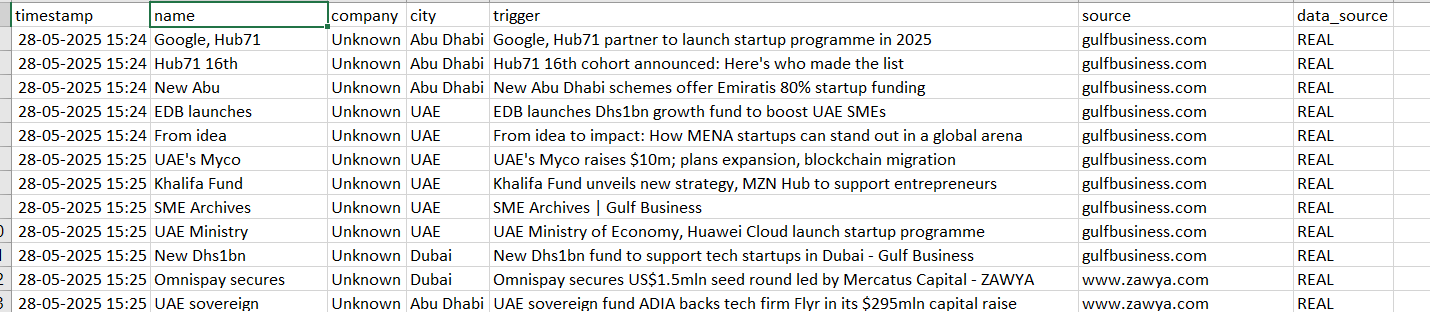 timestamp name company city trigger source data_source
28-05-2025 15:24 Google, Hub71 Unknown Abu Dhabi Google, Hub71 partner to launch startup programme in 2025 gulfbusiness.com REAL
28-05-2025 15:24 Hub71 16th Unknown Abu Dhabi Hub71 16th cohort announced: Here's who made the list gulfbusiness.com REAL
28-05-2025 15:24 New Abu Unknown Abu Dhabi New Abu Dhabi schemes offer Emiratis 80% startup funding gulfbusiness.com REAL
28-05-2025 15:24 EDB launches Unknown UAE EDB launches Dhs1bn growth fund to boost UAE SMEs gulfbusiness.com REAL
28-05-2025 15:24 From idea Unknown UAE From idea to impact: How MENA startups can stand out in a global arena gulfbusiness.com REAL
28-05-2025 15:25 UAE's Myco Unknown UAE UAE's Myco raises $10m; plans expansion, blockchain migration gulfbusiness.com REAL
28-05-2025 15:25 Khalifa Fund Unknown UAE Khalifa Fund unveils new strategy, MZN Hub to support entrepreneurs gulfbusiness.com REAL
28-05-2025 15:25 SME Archives Unknown UAE SME Archives | Gulf Business gulfbusiness.com REAL
28-05-2025 15:25 UAE Ministry Unknown UAE UAE Ministry of Economy, Huawei Cloud launch startup programme gulfbusiness.com REAL
28-05-2025 15:25 New Dhs1bn Unknown Dubai New Dhs1bn fund to support tech startups in Dubai - Gulf Business gulfbusiness.com REAL
28-05-2025 15:25 Omnispay secures Unknown Dubai Omnispay secures US$1.5mln seed round led by Mercatus Capital - ZAWYA www.zawya.com REAL
28-05-2025 15:25 UAE sovereign Unknown Abu Dhabi UAE sovereign fund ADIA backs tech firm Flyr in its $295mln capital raise www.zawya.com REAL